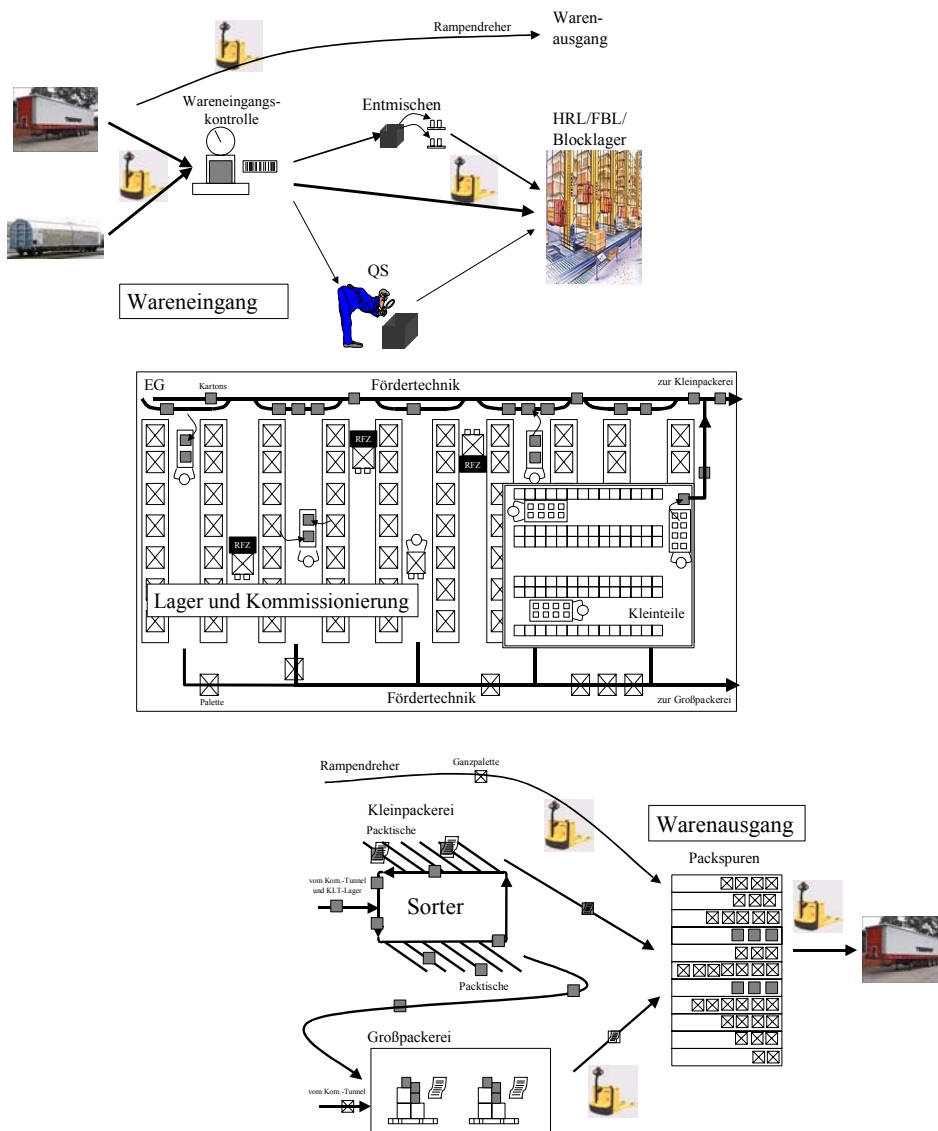 Rampendreher
Waren-
ausgang
Wareneingangs-
kontrolle
Entmischen
HRL/FBL/
Blocklager
QS
Wareneingang
EG
Kartons
Fördertechnik
zur Kleinpackerei
RFZ
RFZ
RFZ
Lager und Kommissionierung
Kleinteile
Palette
Fördertechnik
zur Großpackerei
Rampendreher
Ganzpalette
Kleinpackerei
Packtische
Warenausgang
Packspuren
vom Kom.-Tunnel
und KLT-Lager
Sorter
Packtische
Großpackerei
vom Kom.-Tunnel